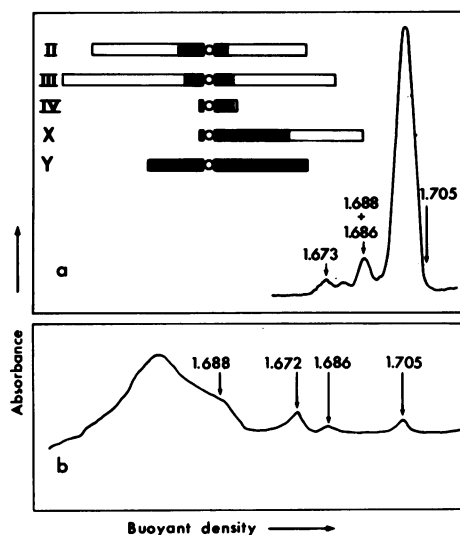 II
III
IV
X
Y
1.688
+
1.686
1.705
1.673
a
Absorbance
1.688
1.672
1.686
1.705
b
Buoyant density